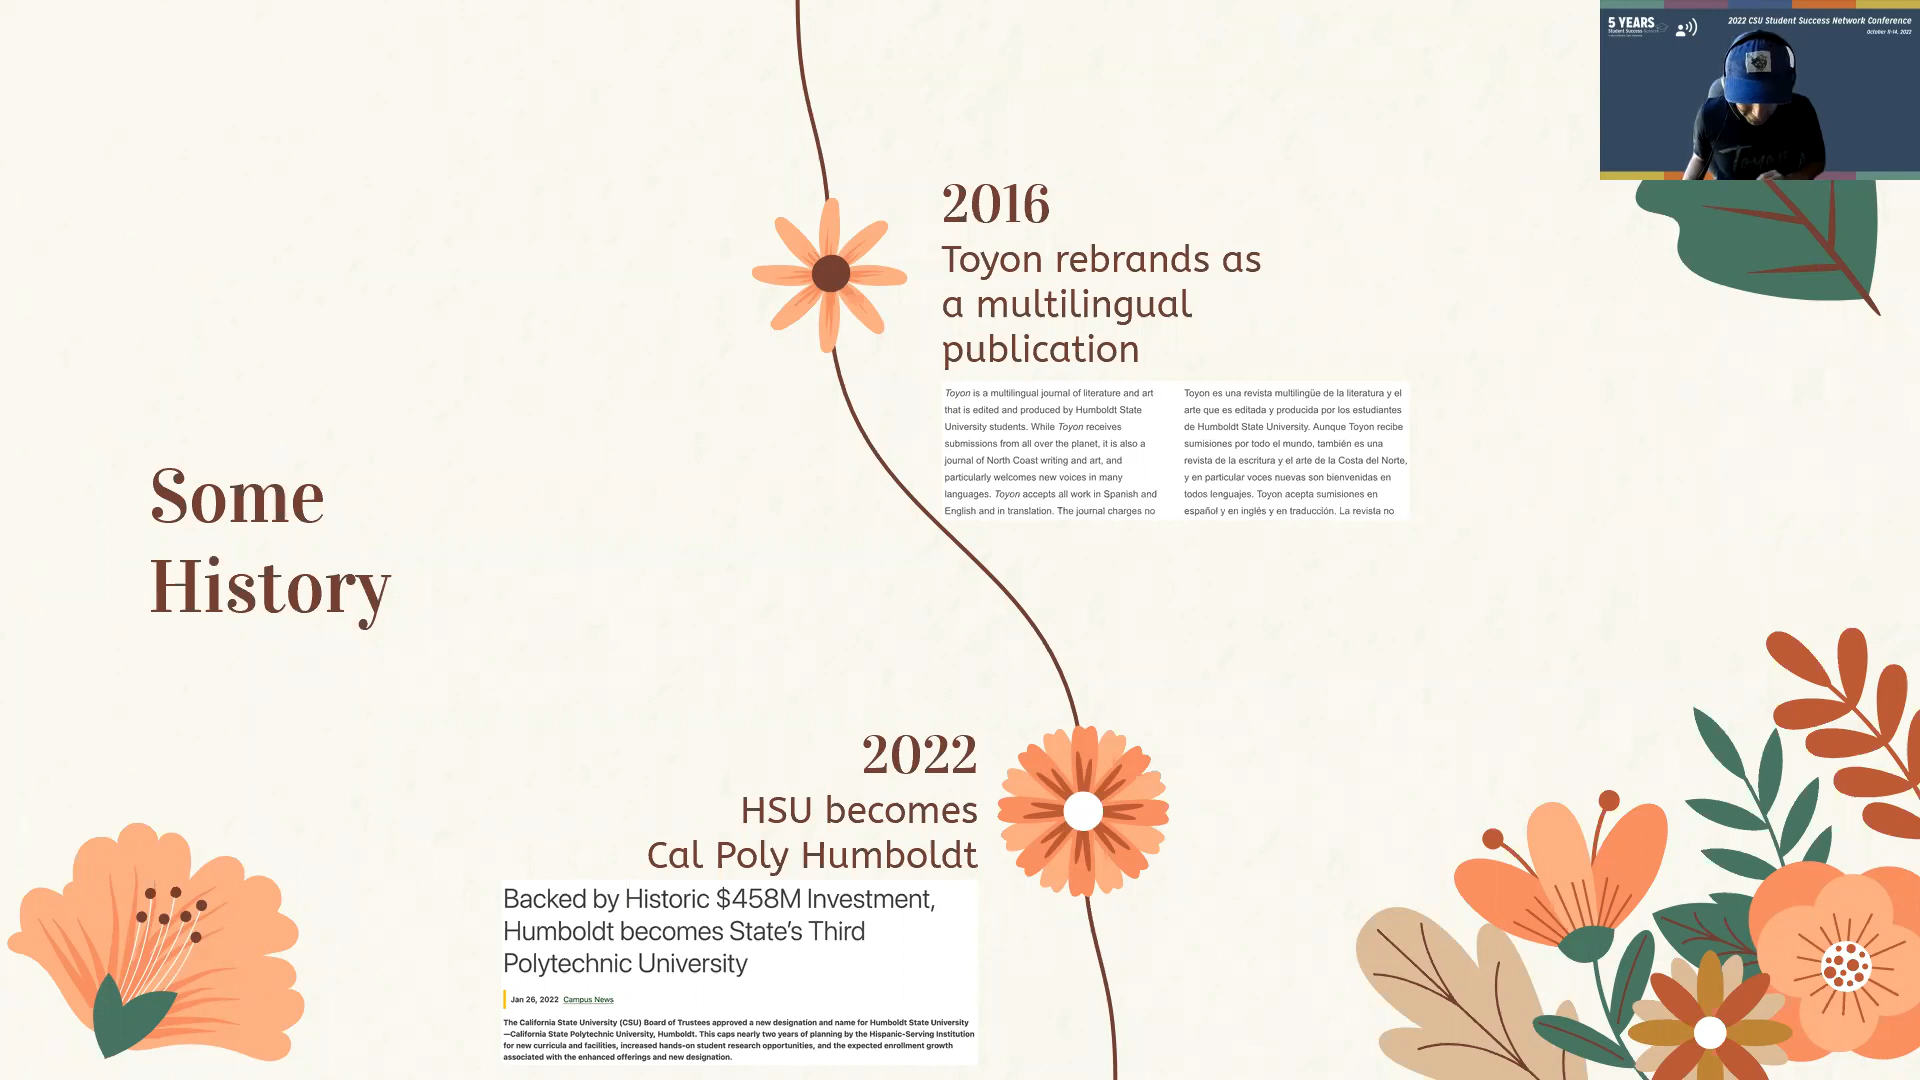 5 YEARS
Student Success Network
2022 CSU Student Success Network Conference
October 11-14, 2022
2016
Toyon rebrands as
a multilingual
publication
Toyon is a multilingual journal of literature and art
that is edited and produced by Humboldt State
University students. While Toyon receives
submissions from all over the planet, it is also a
journal of North Coast writing and art, and
particularly welcomes new voices in many
languages. Toyon accepts all work in Spanish and
English and in translation. The journal charges no
Toyon es una revista multilingüe de la literatura y el
arte que es editada y producida por los estudiantes
de Humboldt State University. Aunque Toyon recibe
sumisiones por todo el mundo, también es una
revista de la escritura y el arte de la Costa del Norte,
y en particular voces nuevas son bienvenidas en
todos lenguajes. Toyon acepta sumisiones en
español y en inglés y en traducción. La revista no
Some
History
2022
HSU becomes
Cal Poly Humboldt
Backed by Historic $458M Investment,
Humboldt becomes State's Third
Polytechnic University
Jan 26, 2022 Campus News
The California State University (CSU) Board of Trustees approved a new designation and name for Humboldt State University
—California State Polytechnic University, Humboldt. This caps nearly two years of planning by the Hispanic-Serving Institution
for new curricula and facilities, increased hands-on student research opportunities, and the expected enrollment growth
associated with the enhanced offerings and new designation.
Toyon